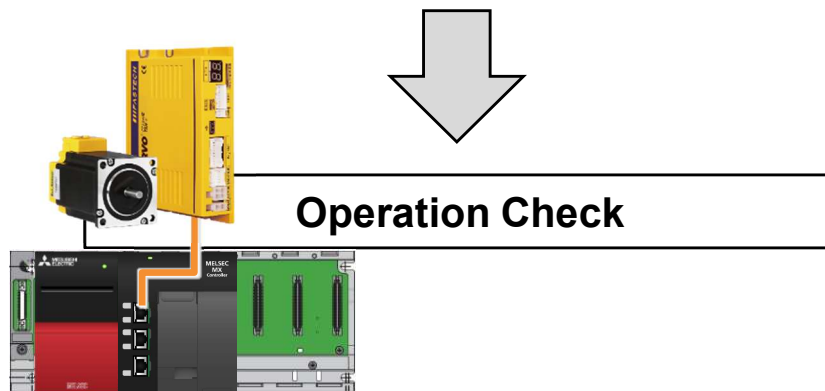 FASTECH
Operation Check
MITSUBISHI
ELECTRIC
MELSEC
MX
Controller